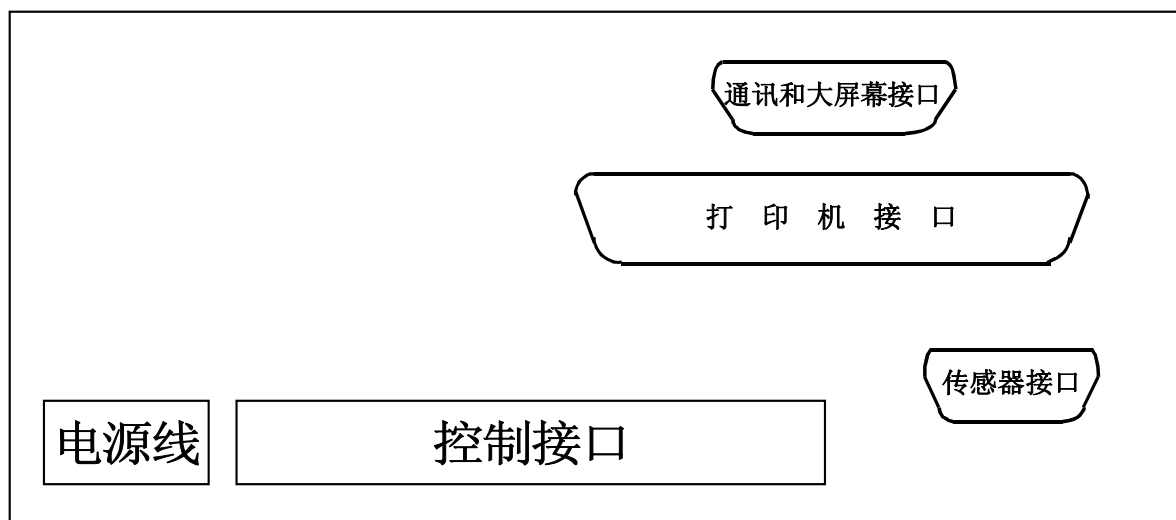 通讯和大屏幕接口
打 印 机 接 口
传感器接口
电源线
控制接口